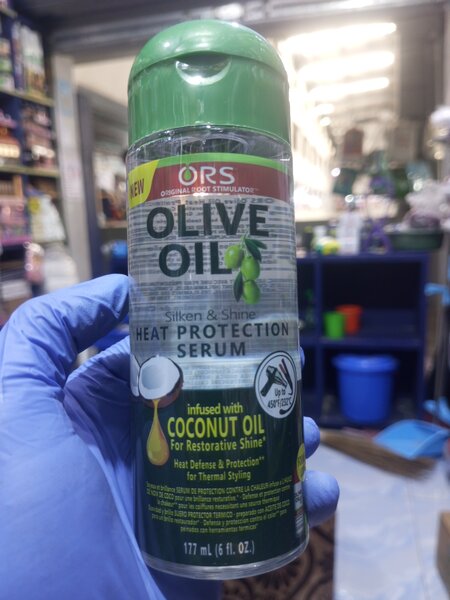 NEW
ORS
ORIGINAL ROOT STIMULATOR™
OLIVE
OIL
Silken & Shine
HEAT PROTECTION
SERUM
Up to
450°F/232°C
infused with
COCONUT OIL
For Restorative Shine*
Heat Defense & Protection**
for Thermal Styling
177 mL (6 fl. OZ.)